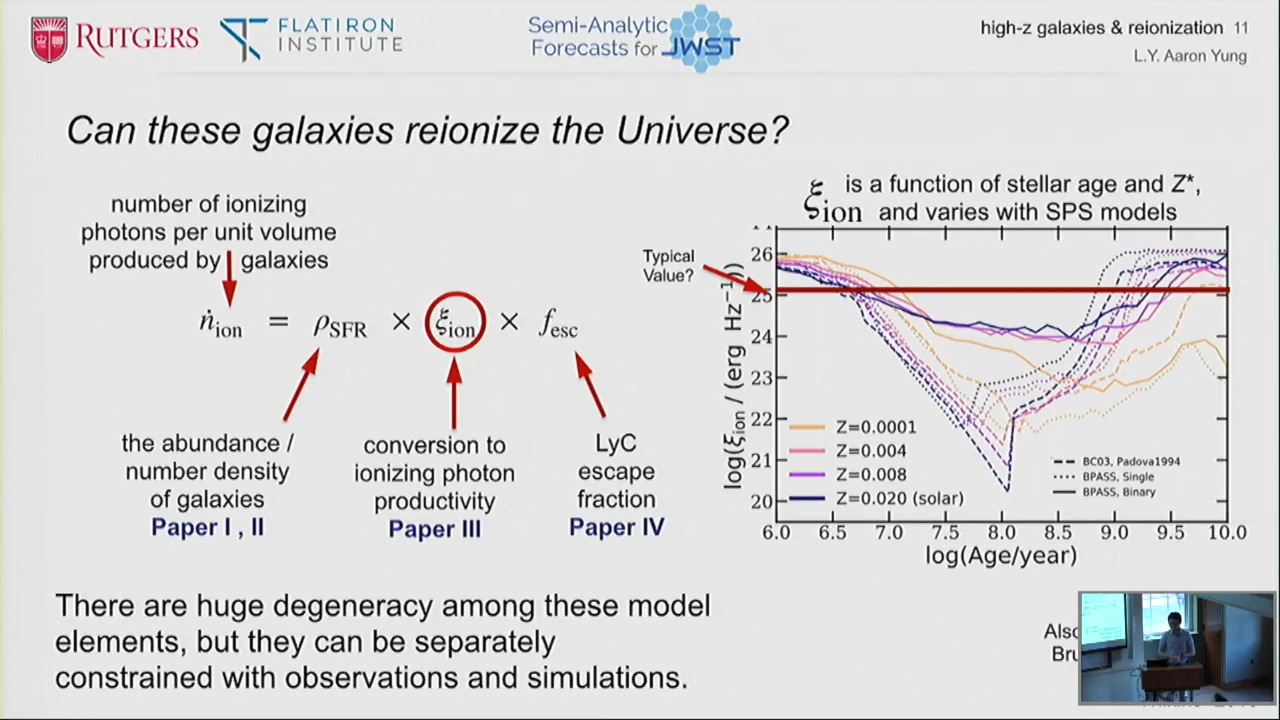 RUTGERS
FLATIRON
INSTITUTE
Semi-Analytic
Forecasts for JWST
high-z galaxies & reionization 11
L.Y. Aaron Yung
Can these galaxies reionize the Universe?
number of ionizing
photons per unit volume
produced by galaxies
ṅion = ρSFR × ξion × fesc
the abundance /
number density
of galaxies
Paper I , II
conversion to
ionizing photon
productivity
Paper III
LyC
escape
fraction
Paper IV
ξion is a function of stellar age and Z*,
and varies with SPS models
Typical
Value?
log(ξion / (erg Hz⁻¹))
26
25
24
23
22
21
20
Z=0.0001
Z=0.004
Z=0.008
Z=0.020 (solar)
BC03, Padova1994
BPASS, Single
BPASS, Binary
6.0 6.5 7.0 7.5 8.0 8.5 9.0 9.5 10.0
log(Age/year)
There are huge degeneracy among these model
elements, but they can be separately
constrained with observations and simulations.